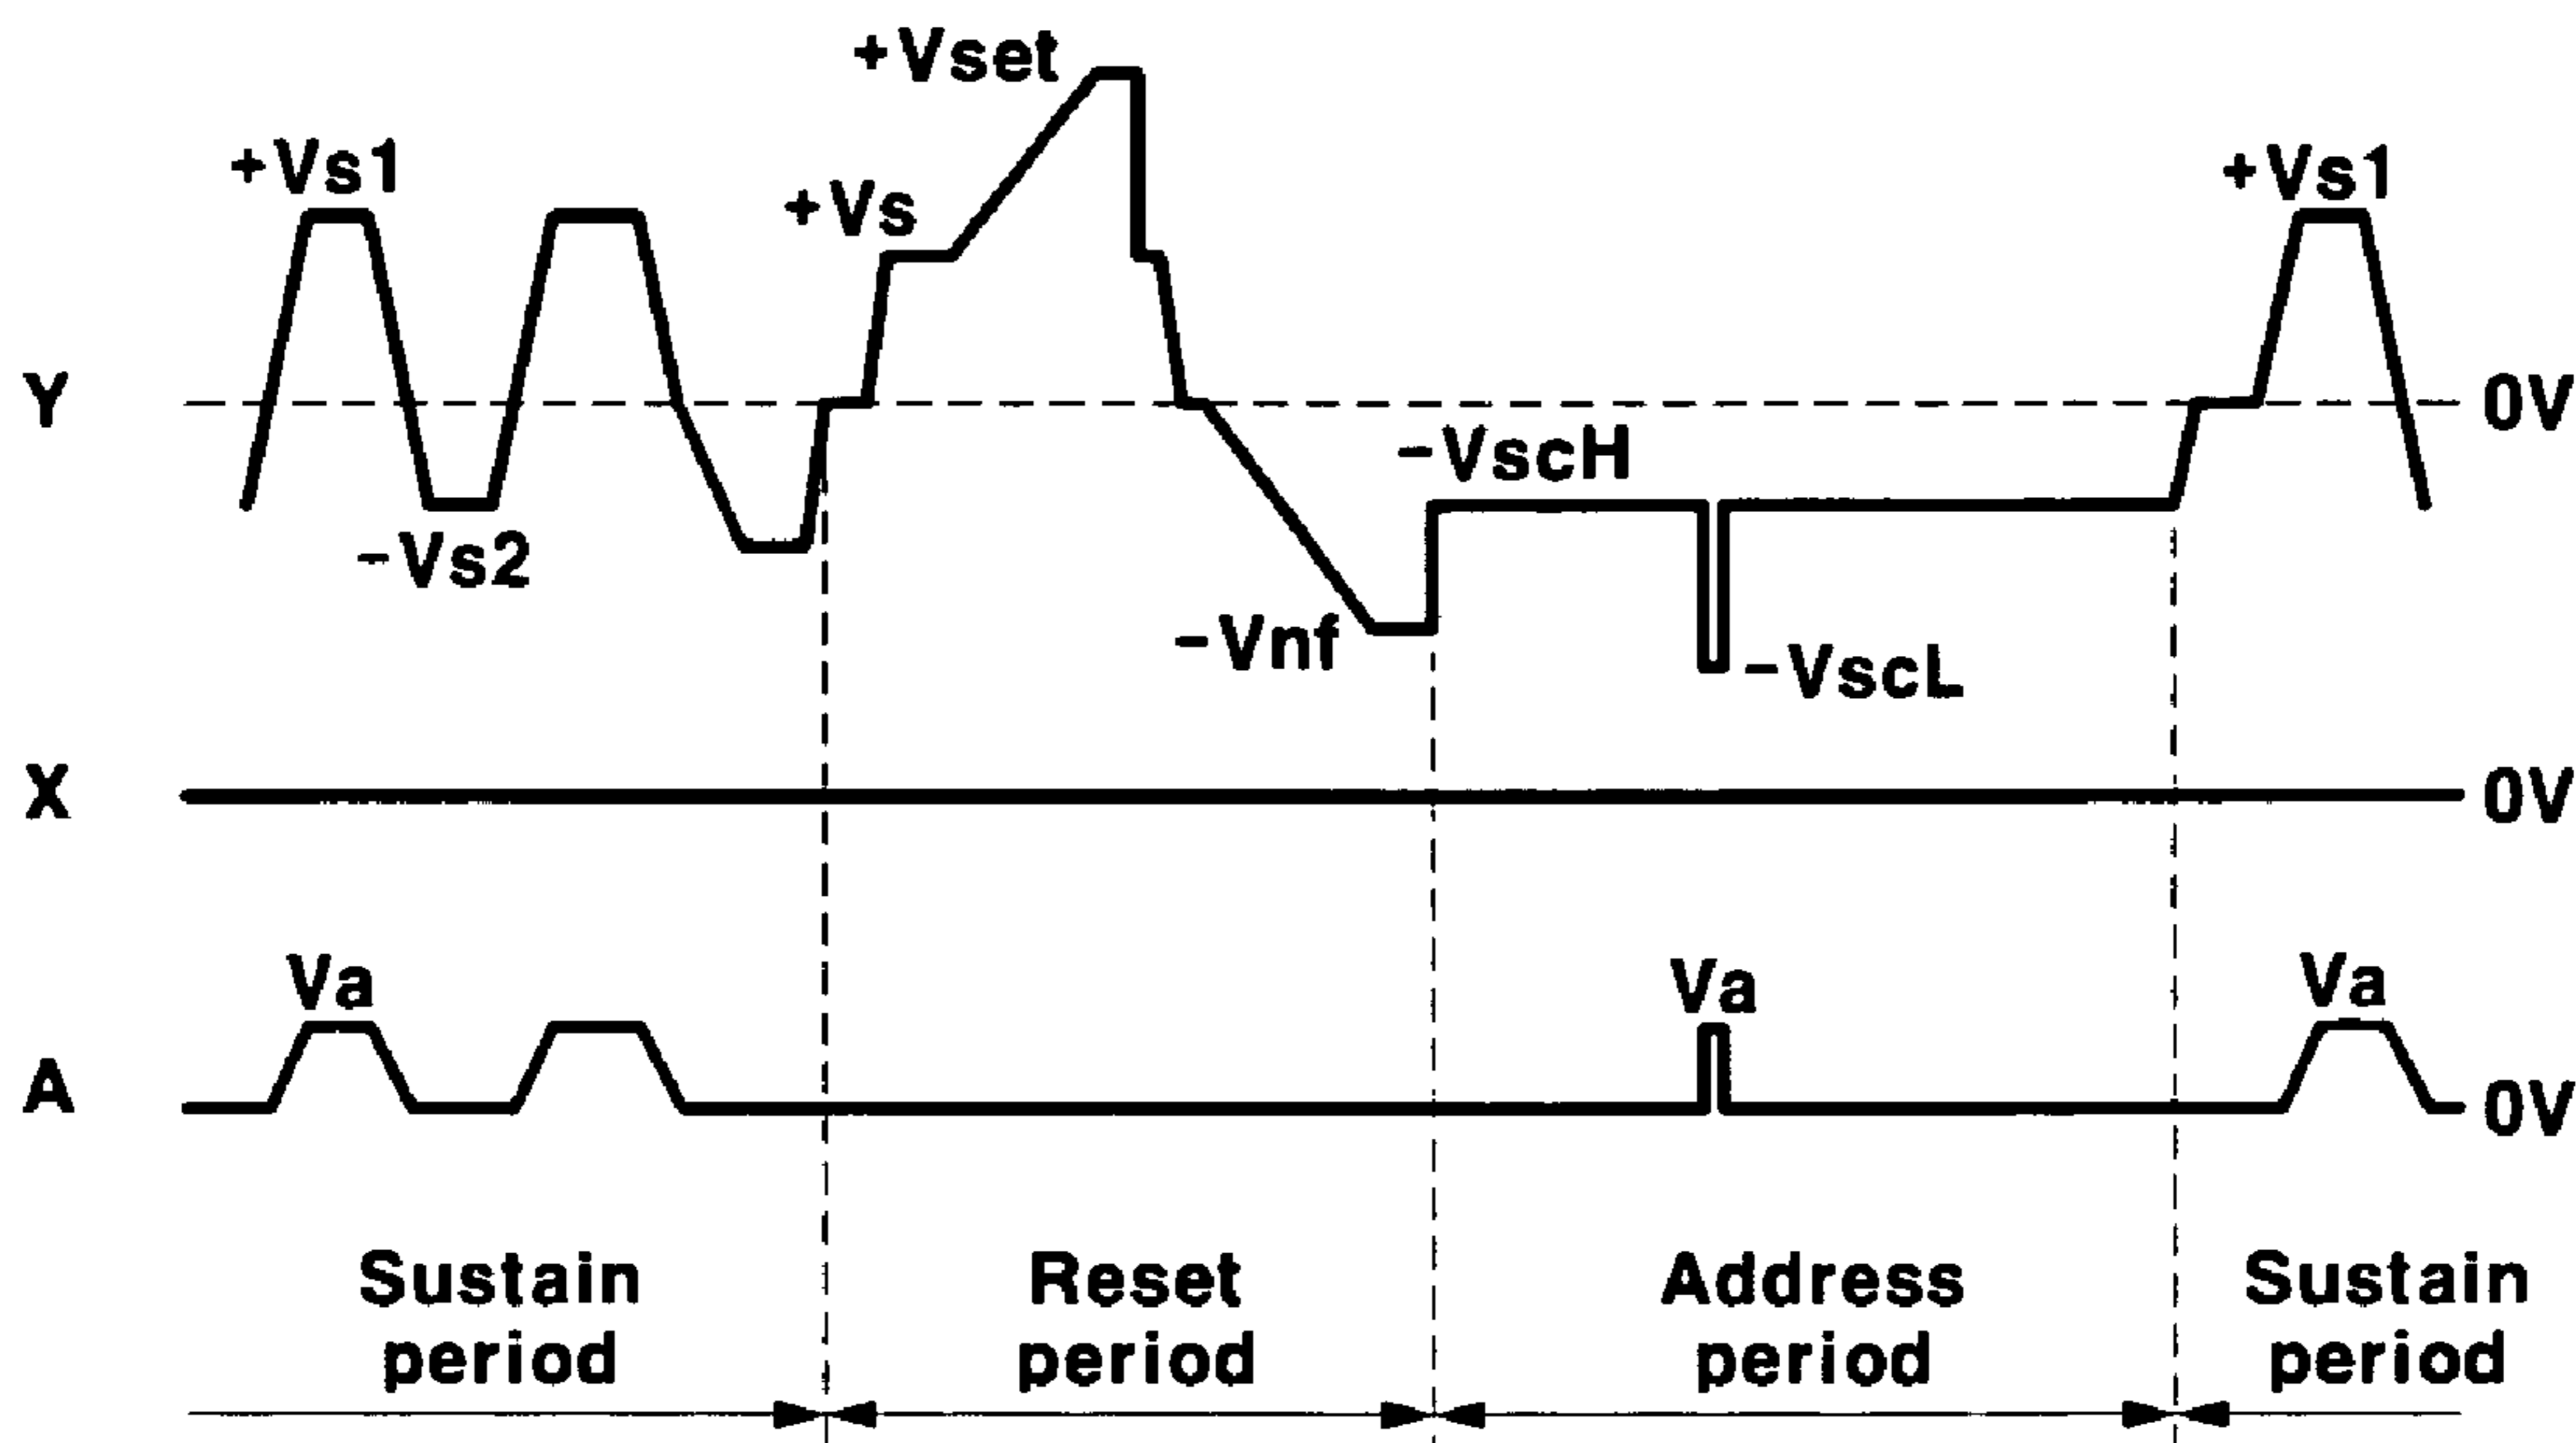 +Vset
+Vs1
+Vs
+Vs1
Y
0V
-VscH
-Vs2
-Vnf
-VscL
X
0V
Va
Va
Va
A
0V
Sustain
period
Reset
period
Address
period
Sustain
period